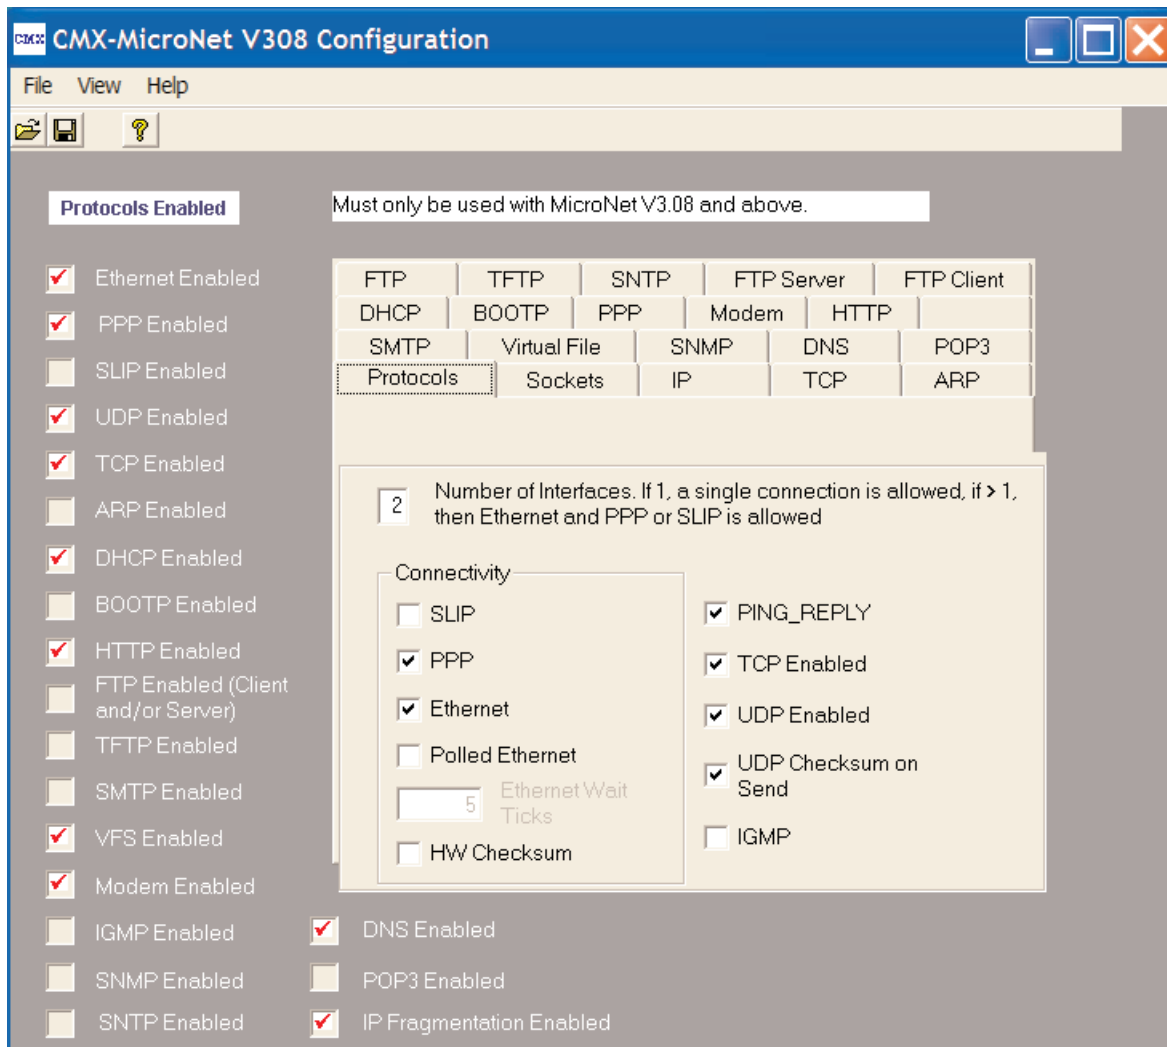 CMX CMX-MicroNet V308 Configuration
File View Help
Protocols Enabled
Must only be used with MicroNet V3.08 and above.
Ethernet Enabled
PPP Enabled
SLIP Enabled
UDP Enabled
TCP Enabled
ARP Enabled
DHCP Enabled
BOOTP Enabled
HTTP Enabled
FTP Enabled (Client
and/or Server)
TFTP Enabled
SMTP Enabled
VFS Enabled
Modem Enabled
IGMP Enabled
SNMP Enabled
SNTP Enabled
DNS Enabled
POP3 Enabled
IP Fragmentation Enabled
FTP TFTP SNTP FTP Server FTP Client
DHCP BOOTP PPP Modem HTTP
SMTP Virtual File SNMP DNS POP3
Protocols Sockets IP TCP ARP
2 Number of Interfaces. If 1, a single connection is allowed, if > 1,
then Ethernet and PPP or SLIP is allowed
Connectivity
SLIP
PPP
Ethernet
Polled Ethernet
5 Ethernet Wait
Ticks
HW Checksum
PING_REPLY
TCP Enabled
UDP Enabled
UDP Checksum on
Send
IGMP